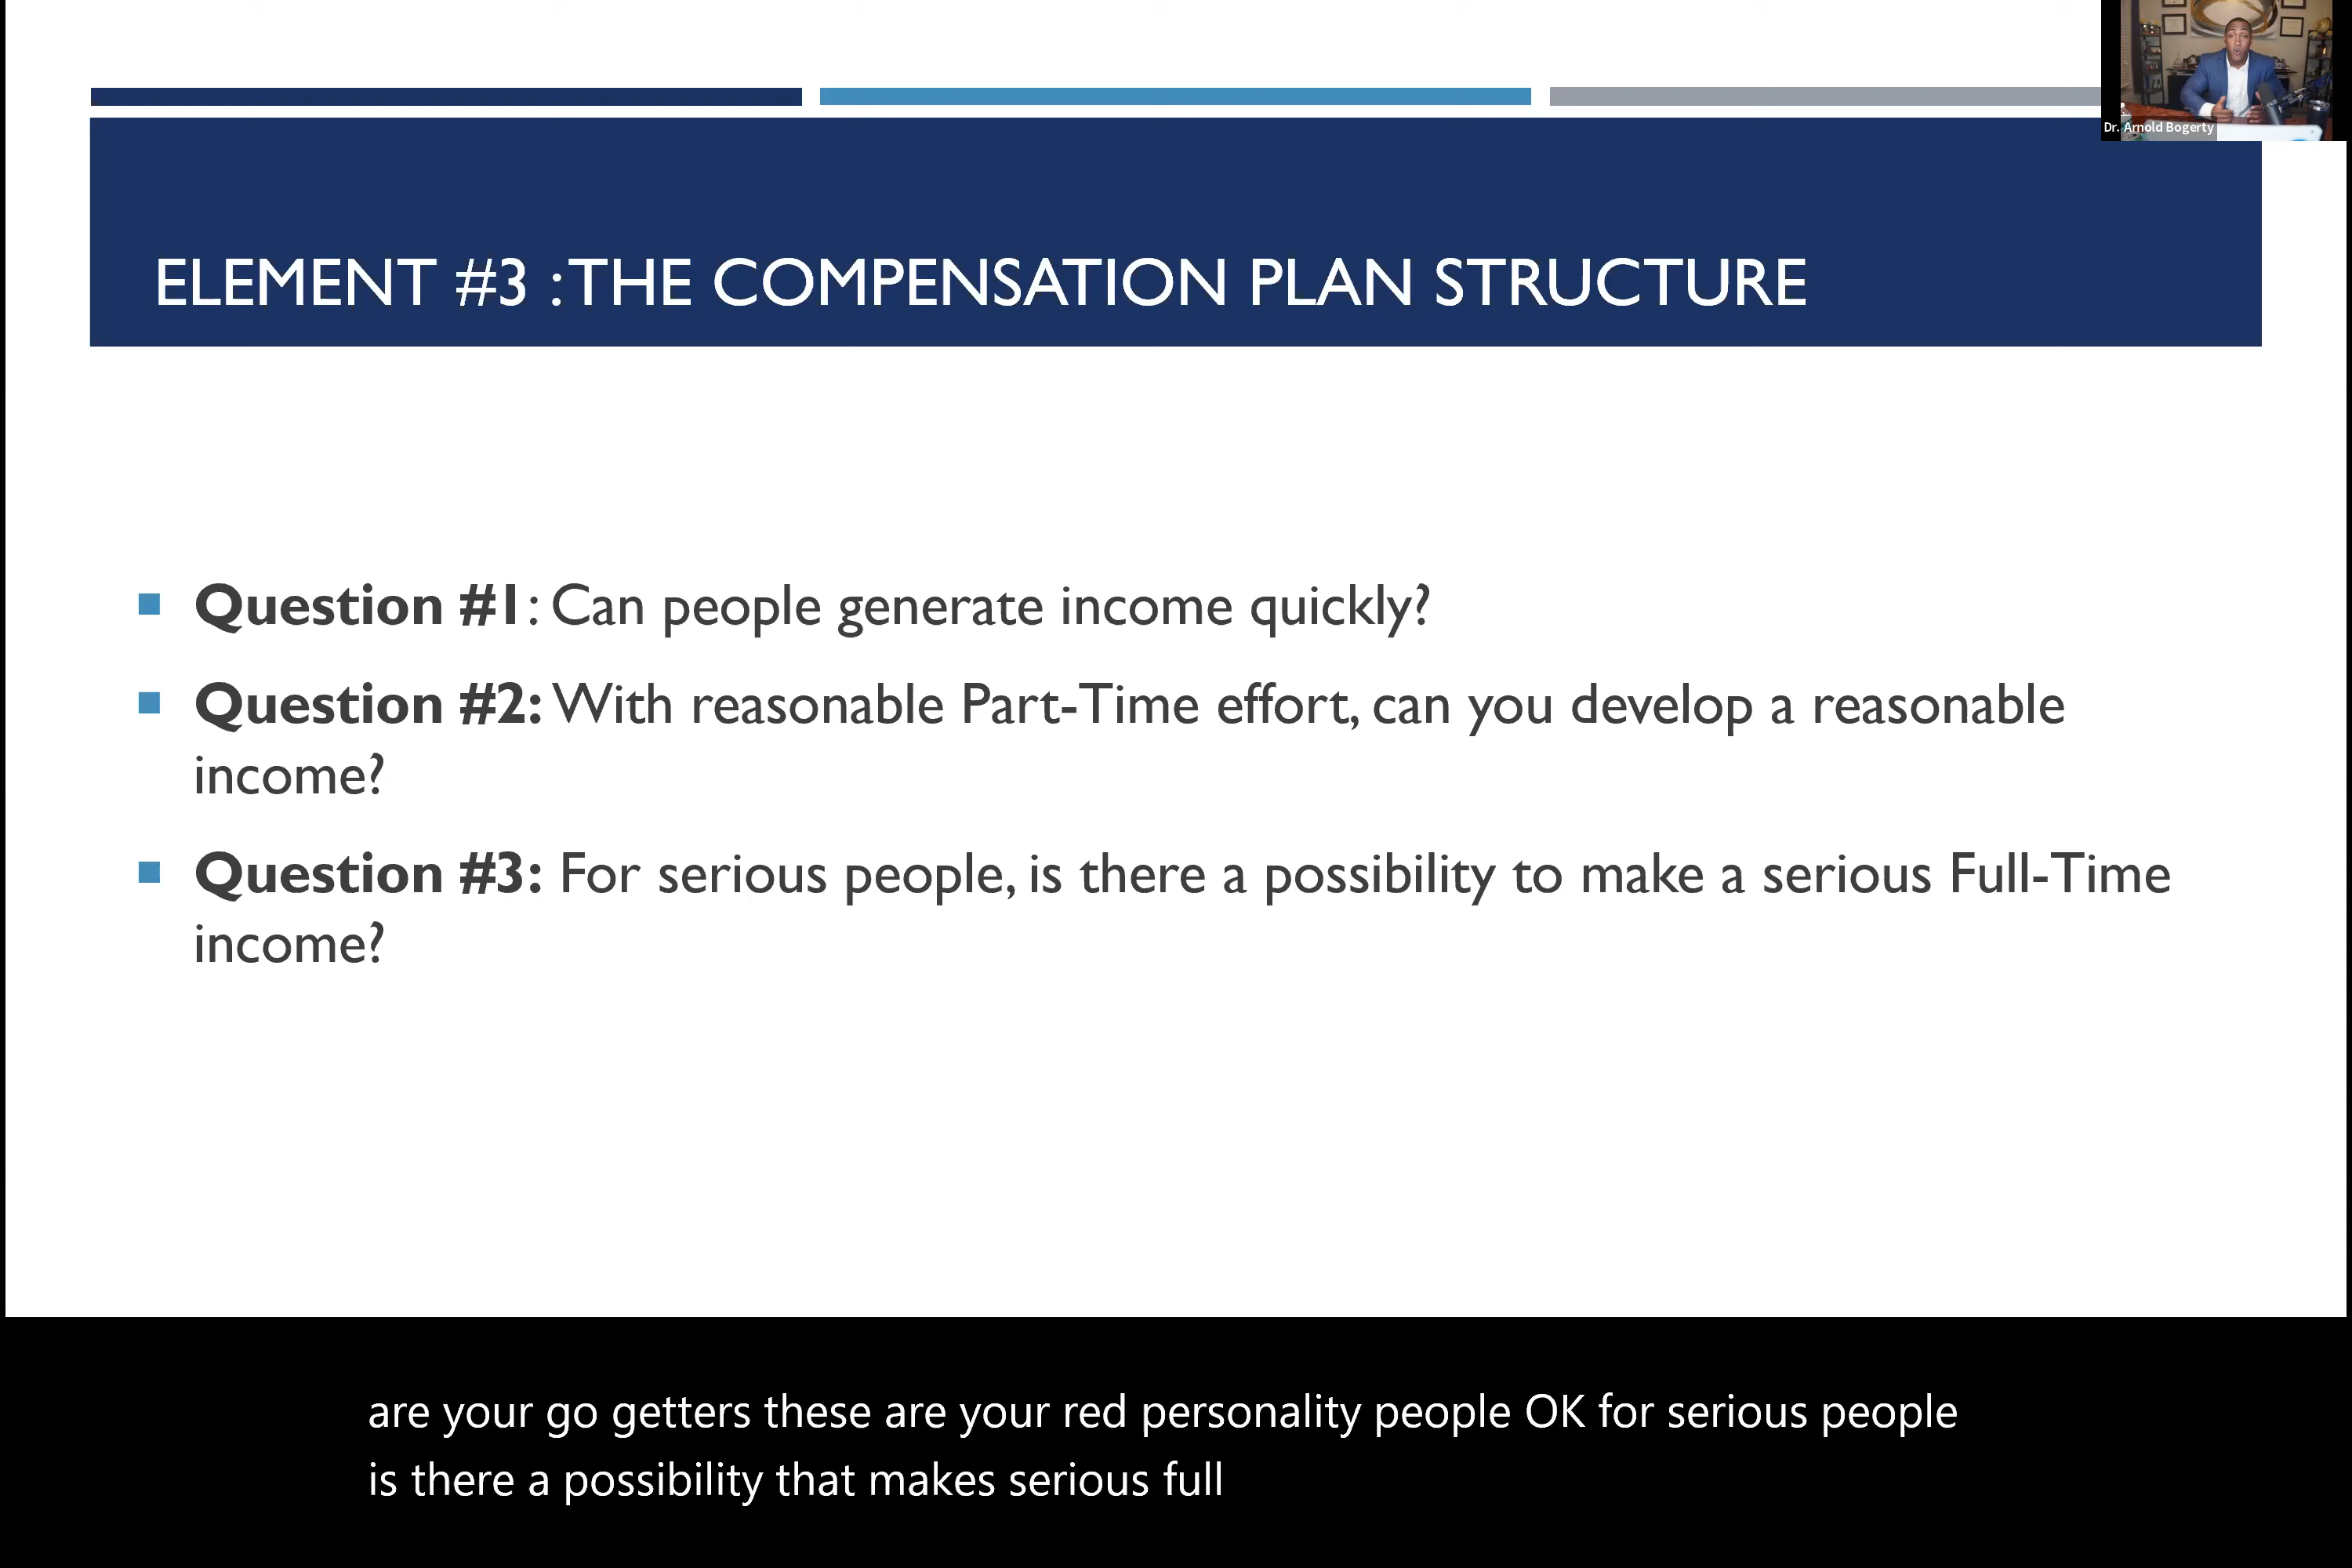 Dr. Arnold Bogerty
ELEMENT #3 : THE COMPENSATION PLAN STRUCTURE
Question #1: Can people generate income quickly?
Question #2: With reasonable Part-Time effort, can you develop a reasonable
income?
Question #3: For serious people, is there a possibility to make a serious Full-Time
income?
are your go getters these are your red personality people OK for serious people
is there a possibility that makes serious full